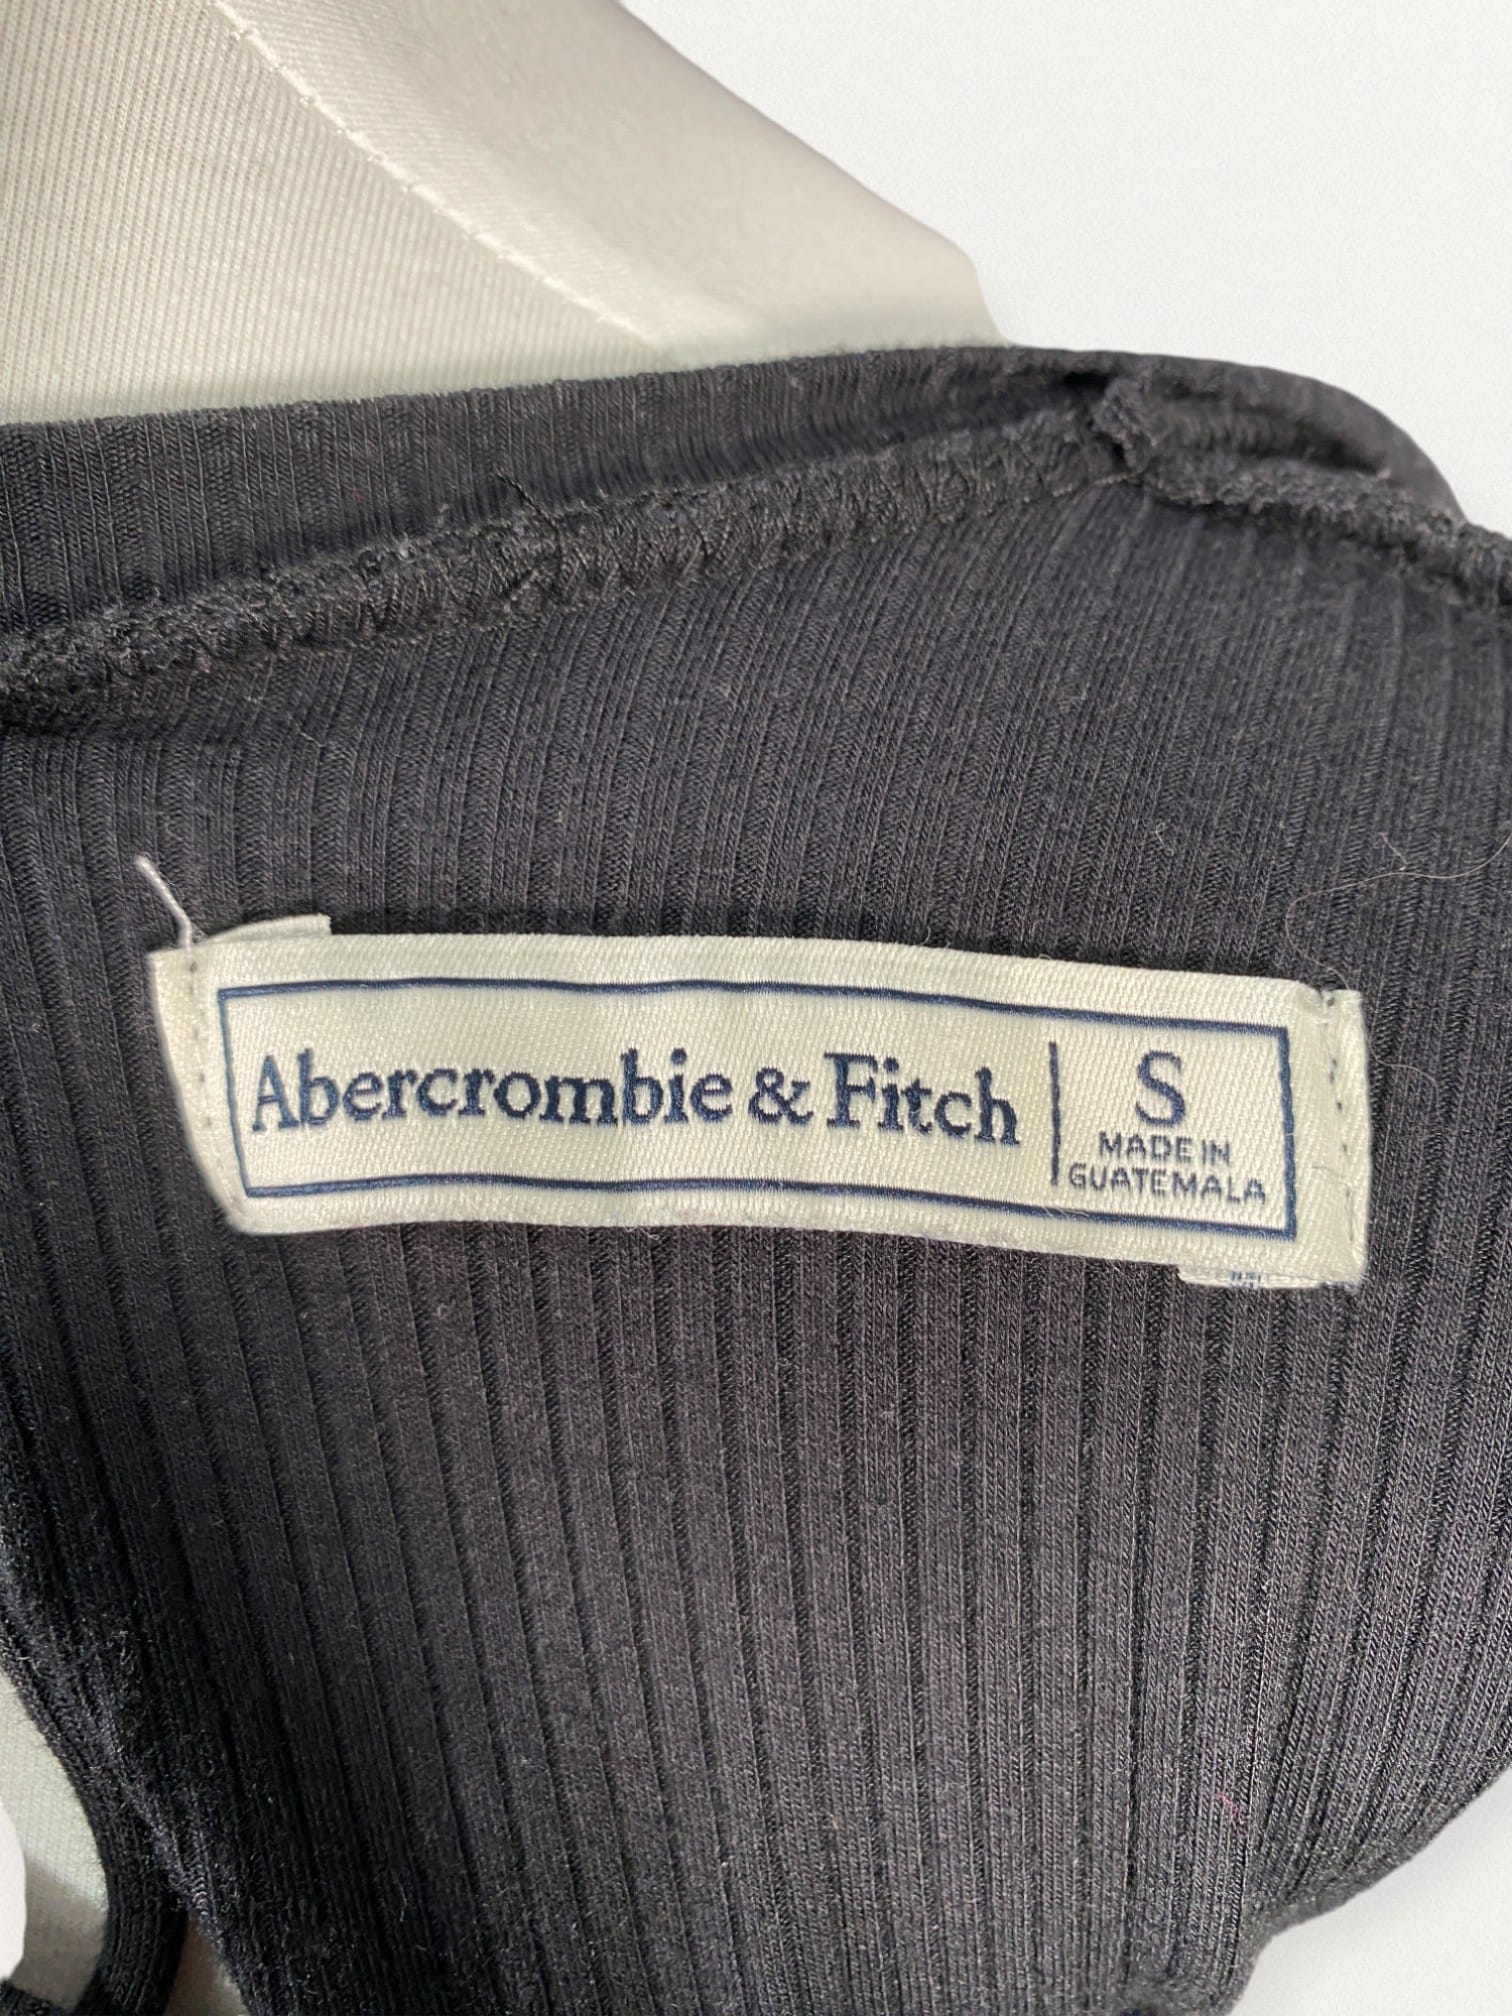 Abercrombie & Fitch
S
MADE IN
GUATEMALA